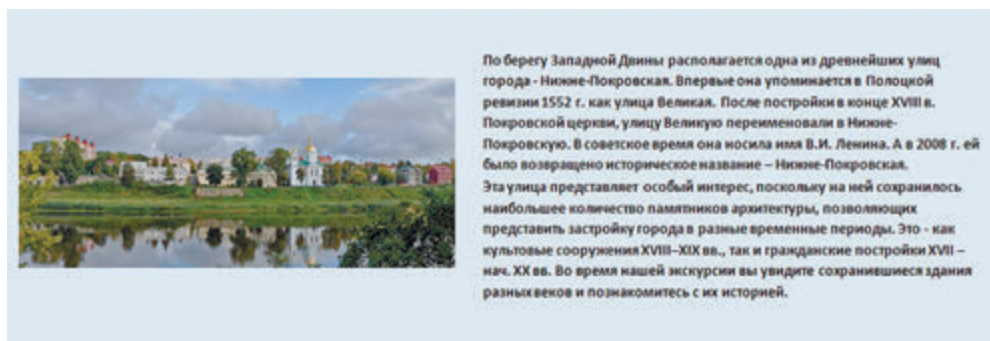 По берегу Западной Двины располагается одна из древнейших улиц
города - Нижне-Покровская. Впервые она упоминается в Полоцкой
ревизии 1552 г. как улица Великая. После постройки в конце XVIII в.
Покровской церкви, улицу Великую переименовали в Нижне-
Покровскую. В советское время она носила имя В.И. Ленина. А в 2008 г. ей
было возвращено историческое название – Нижне-Покровская.
Эта улица представляет особый интерес, поскольку на ней сохранилось
наибольшее количество памятников архитектуры, позволяющих
представить застройку города в разные временные периоды. Это - как
культовые сооружения XVIII–XIX вв., так и гражданские постройки XVII –
нач. XX вв. Во время нашей экскурсии вы увидите сохранившиеся здания
разных веков и познакомитесь с их историей.